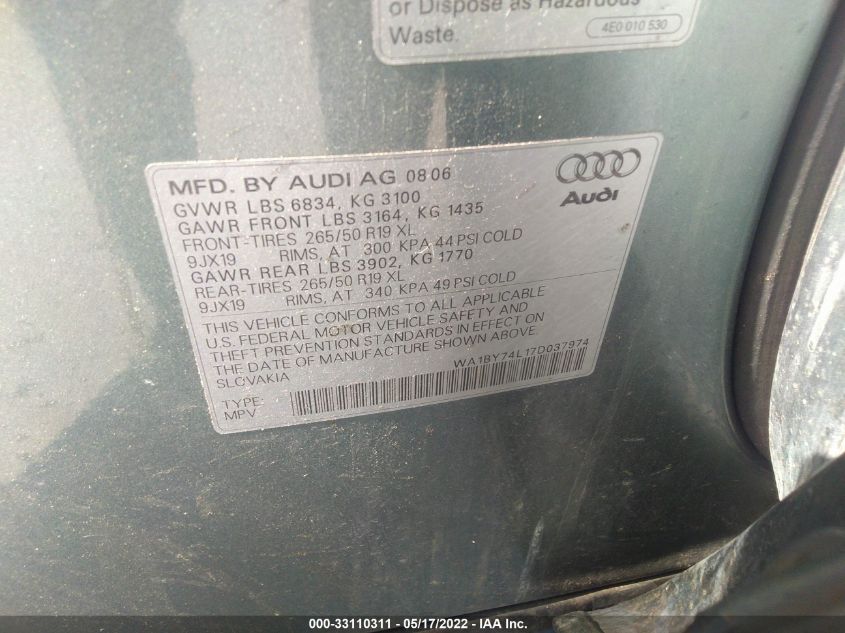 or Dispose as Hazardous
Waste.
4E0 010 530
MFD. BY AUDI AG 0806
Audi
GVWR LBS 6834, KG 3100
GAWR FRONT LBS 3164, KG 1435
FRONT-TIRES 265/50 R19 XL
9JX19 RIMS, AT 300 KPA 44 PSI COLD
GAWR REAR LBS 3902, KG 1770
REAR-TIRES 265/50 R19 XL
9JX19 RIMS, AT 340 KPA 49 PSI COLD
THIS VEHICLE CONFORMS TO ALL APPLICABLE
U.S. FEDERAL MOTOR VEHICLE SAFETY AND
THEFT PREVENTION STANDARDS IN EFFECT ON
THE DATE OF MANUFACTURE SHOWN ABOVE.
SLOVAKIA WA1BY74L17D037974
TYPE:
MPV
000-33110311 - 05/17/2022 - IAA Inc.